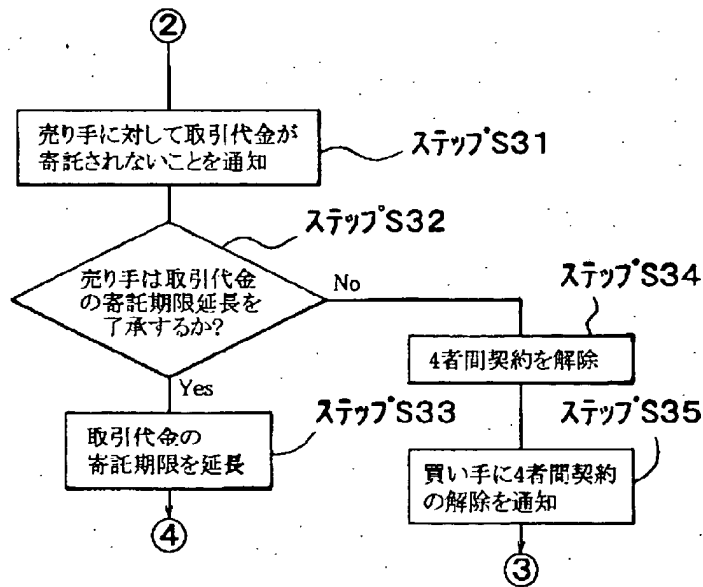 ②
売り手に対して取引代金が
寄託されないことを通知
ステップS31
ステップS32
売り手は取引代金
の寄託期限延長を
了承するか?
No
ステップS34
4者間契約を解除
Yes
ステップS33
取引代金の
寄託期限を延長
ステップS35
買い手に4者間契約
の解除を通知
④
③